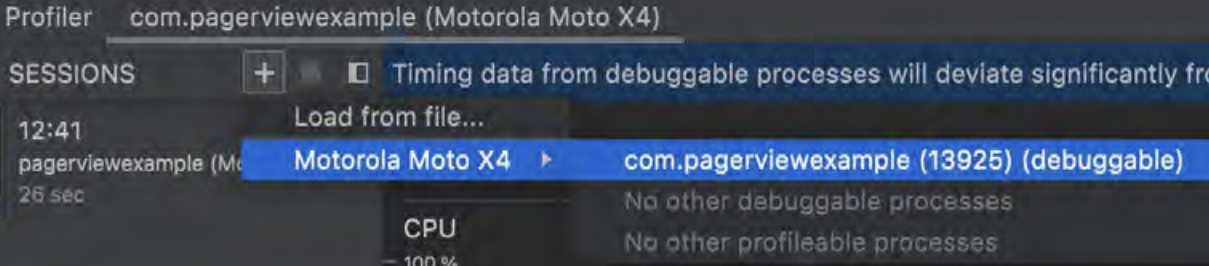 Profiler com.pagerviewexample (Motorola Moto X4)
SESSIONS + Timing data from debuggable processes will deviate significantly fro
12:41
pagerviewexample (Mo
26 sec
Load from file...
Motorola Moto X4 com.pagerviewexample (13925) (debuggable)
No other debuggable processes
No other profileable processes
CPU
100 %